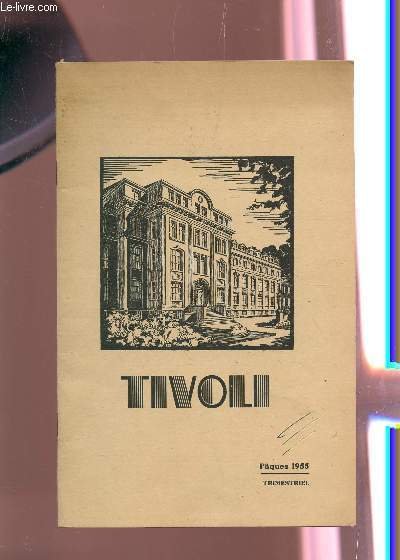 Le-livre.com
TIVOLI
Pâques 1955
TRIMESTRIEL